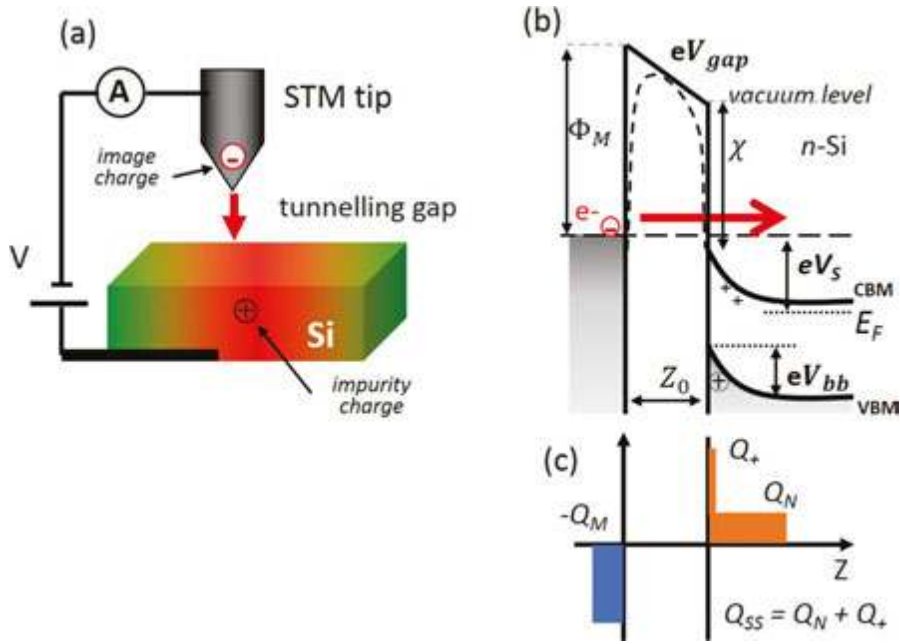 (a)
A
STM tip
image
charge
-
tunnelling gap
V
+
Si
impurity
charge
(b)
eV_gap
vacuum level
Φ_M
χ
n-Si
e-
-
eV_s
CBM
++
E_F
Z_0
eV_bb
+
VBM
(c)
Q_+
Q_N
-Q_M
Z
Q_SS = Q_N + Q_+